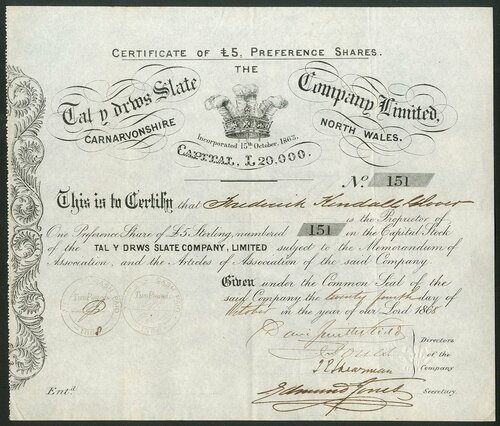 CERTIFICATE OF £5, PREFERENCE SHARES.
THE
Tal y drws Slate Company Limited,
CARNARVONSHIRE NORTH WALES.
Incorporated 15th October, 1863.
CAPITAL, £20,000.
No. 151
This is to Certify that Frederick Kendall Glover
is the Proprietor of
One Preference Share of £5 Sterling, numbered 151 in the Capital Stock
of the TAL Y DRWS SLATE COMPANY, LIMITED subject to the Memorandum of
Association, and the Articles of Association of the said Company
Given under the Common Seal of the
said Company the twenty fourth day of
October in the year of our Lord 1865
Directors
of the
Company
J P Shearman
Edmund Jones Secretary.
Entd.